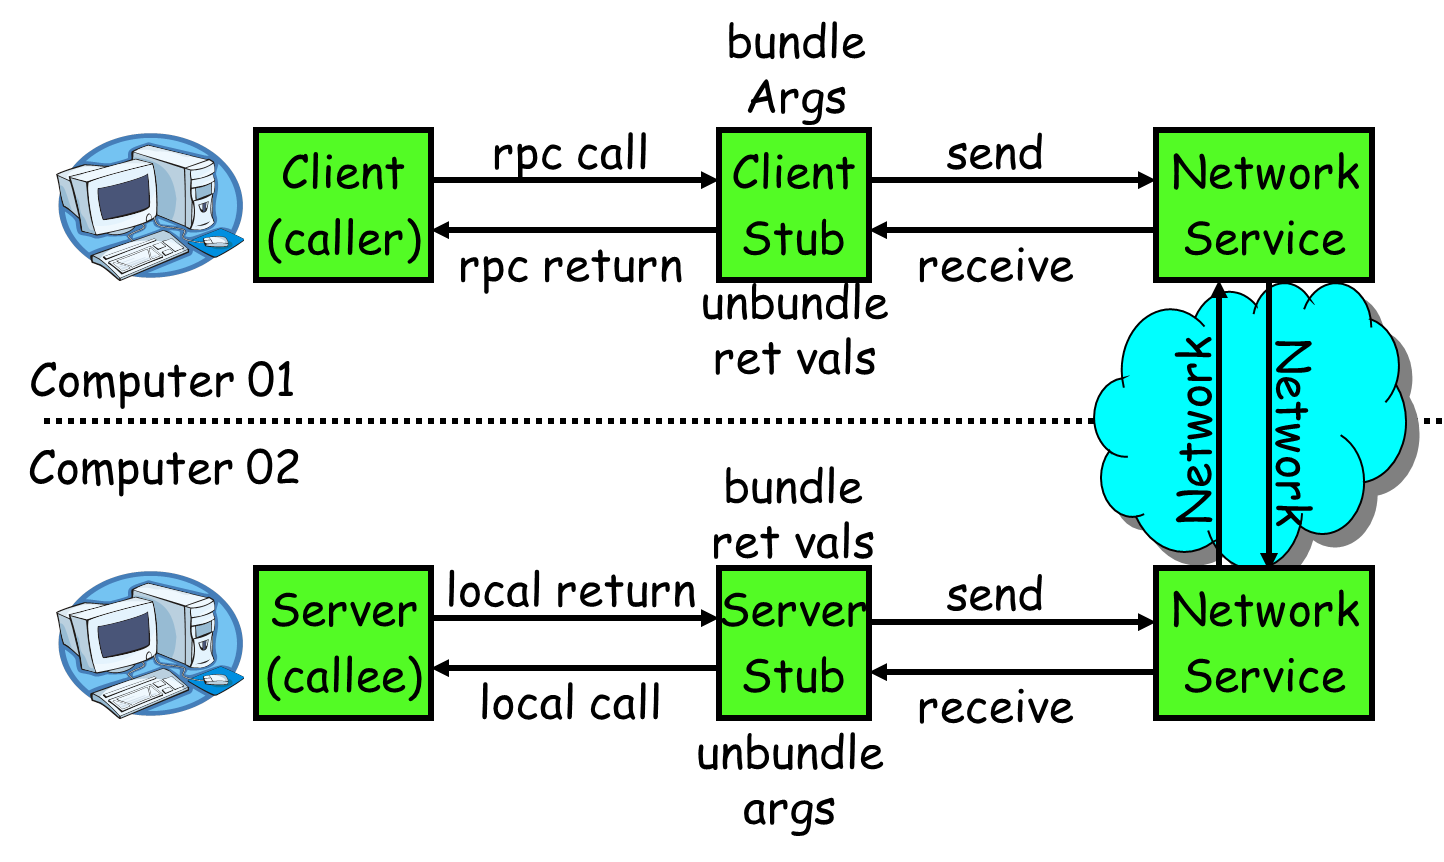 bundle
Args
Client
(caller)
rpc call
rpc return
Client
Stub
send
receive
Network
Service
unbundle
ret vals
Computer 01
Network
Network
Computer 02
bundle
ret vals
Server
(callee)
local return
local call
Server
Stub
send
receive
Network
Service
unbundle
args